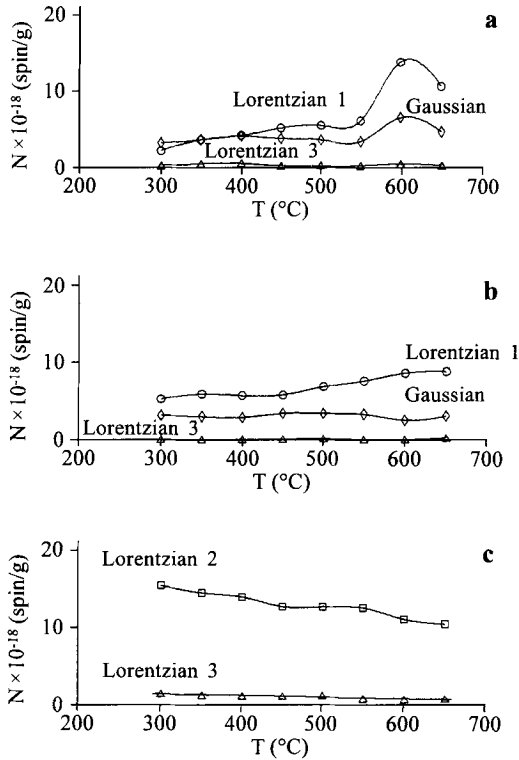 a
N × 10⁻¹⁸ (spin/g)
20
10
0
Lorentzian 1
Gaussian
Lorentzian 3
200 300 400 500 600 700
T (°C)
b
N × 10⁻¹⁸ (spin/g)
20
10
0
Lorentzian 1
Gaussian
Lorentzian 3
200 300 400 500 600 700
T (°C)
c
N × 10⁻¹⁸ (spin/g)
20
10
0
Lorentzian 2
Lorentzian 3
200 300 400 500 600 700
T (°C)